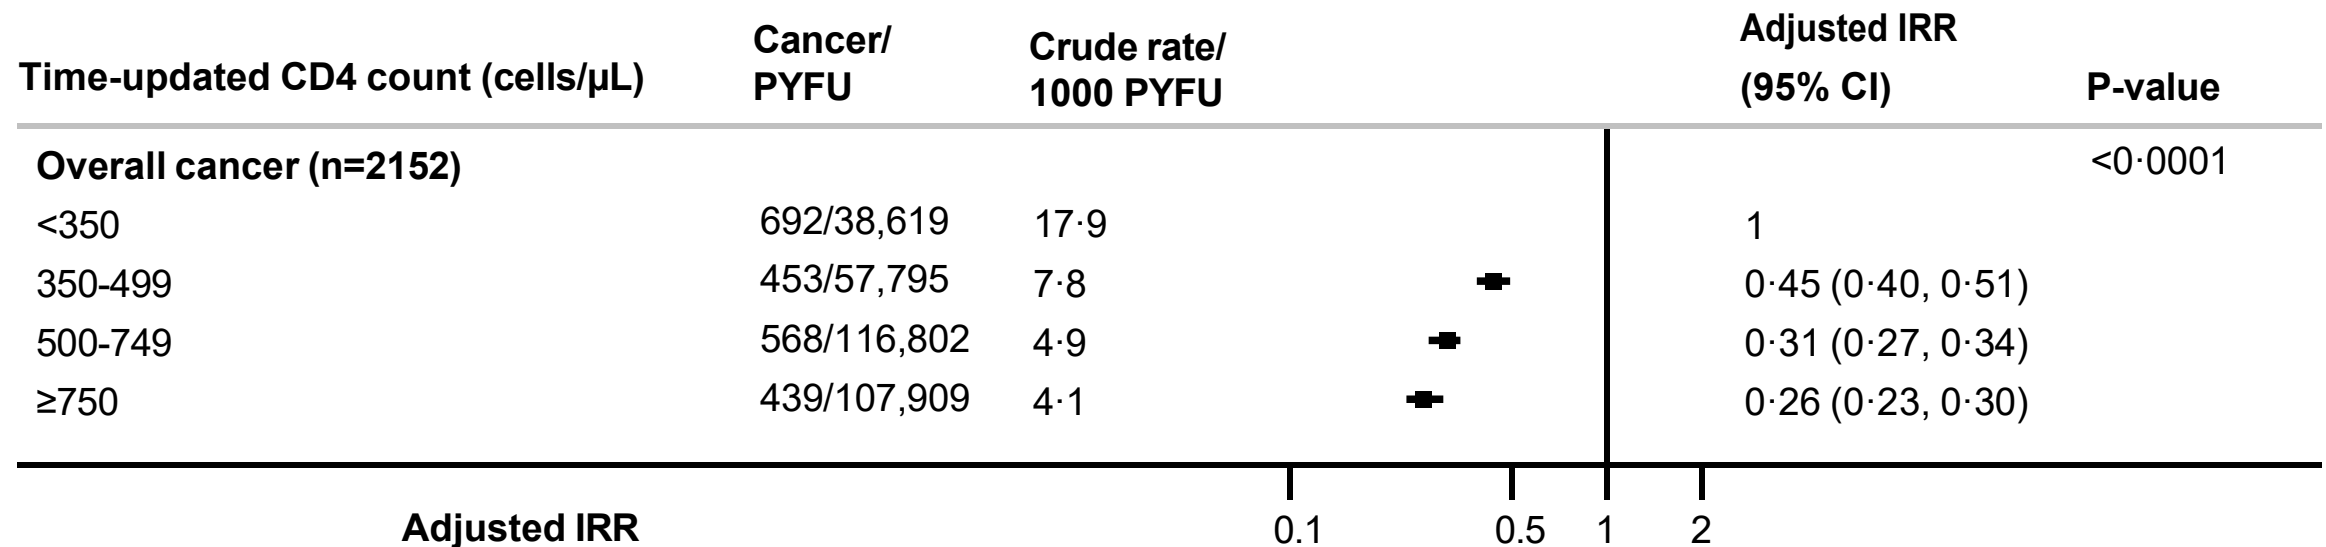 Time-updated CD4 count (cells/µL) Cancer/ PYFU Crude rate/ 1000 PYFU Adjusted IRR (95% CI) P-value
Overall cancer (n=2152) <0·0001
<350 692/38,619 17·9 1
350-499 453/57,795 7·8 0·45 (0·40, 0·51)
500-749 568/116,802 4·9 0·31 (0·27, 0·34)
≥750 439/107,909 4·1 0·26 (0·23, 0·30)
Adjusted IRR 0.1 0.5 1 2